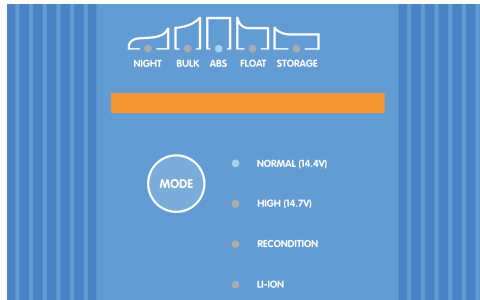 NIGHT BULK ABS FLOAT STORAGE
NORMAL (14.4V)
MODE
HIGH (14.7V)
RECONDITION
LI-ION